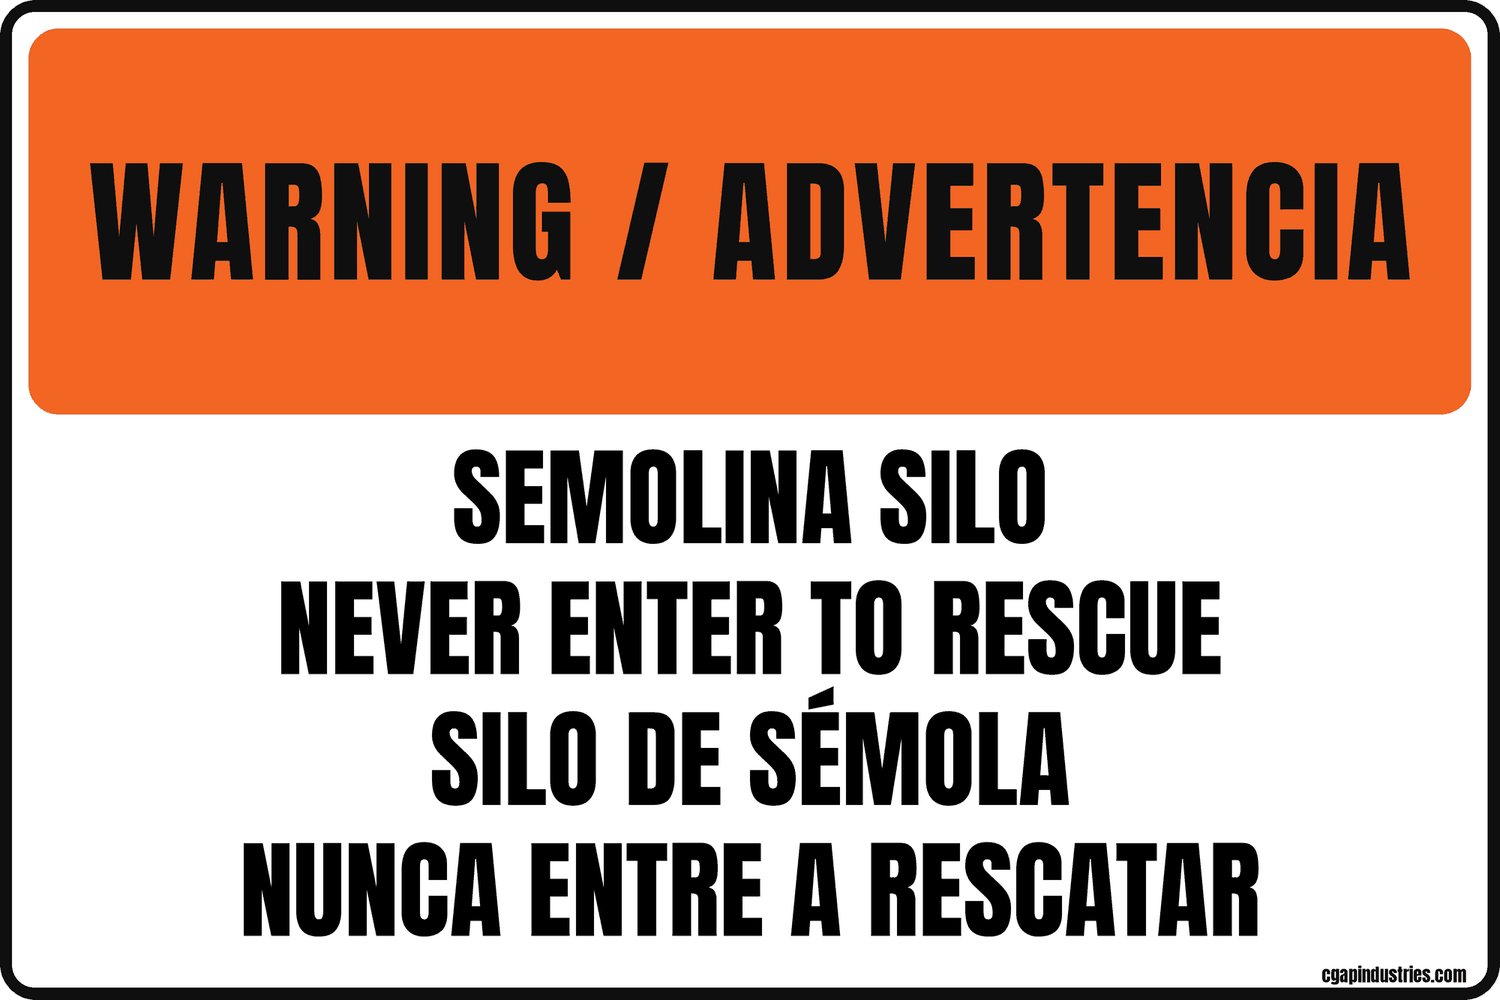 WARNING / ADVERTENCIA
SEMOLINA SILO
NEVER ENTER TO RESCUE
SILO DE SÉMOLA
NUNCA ENTRE A RESCATAR
cgapindustries.com